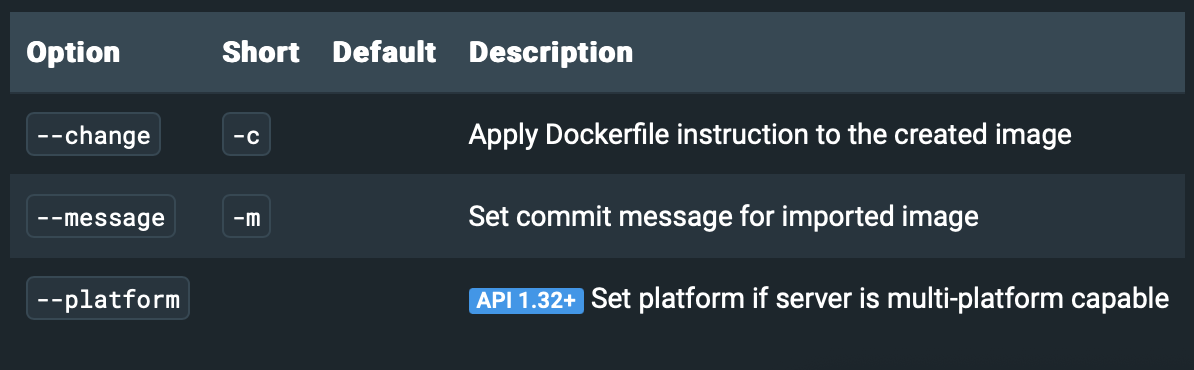 Option Short Default Description
--change -c Apply Dockerfile instruction to the created image
--message -m Set commit message for imported image
--platform API 1.32+ Set platform if server is multi-platform capable